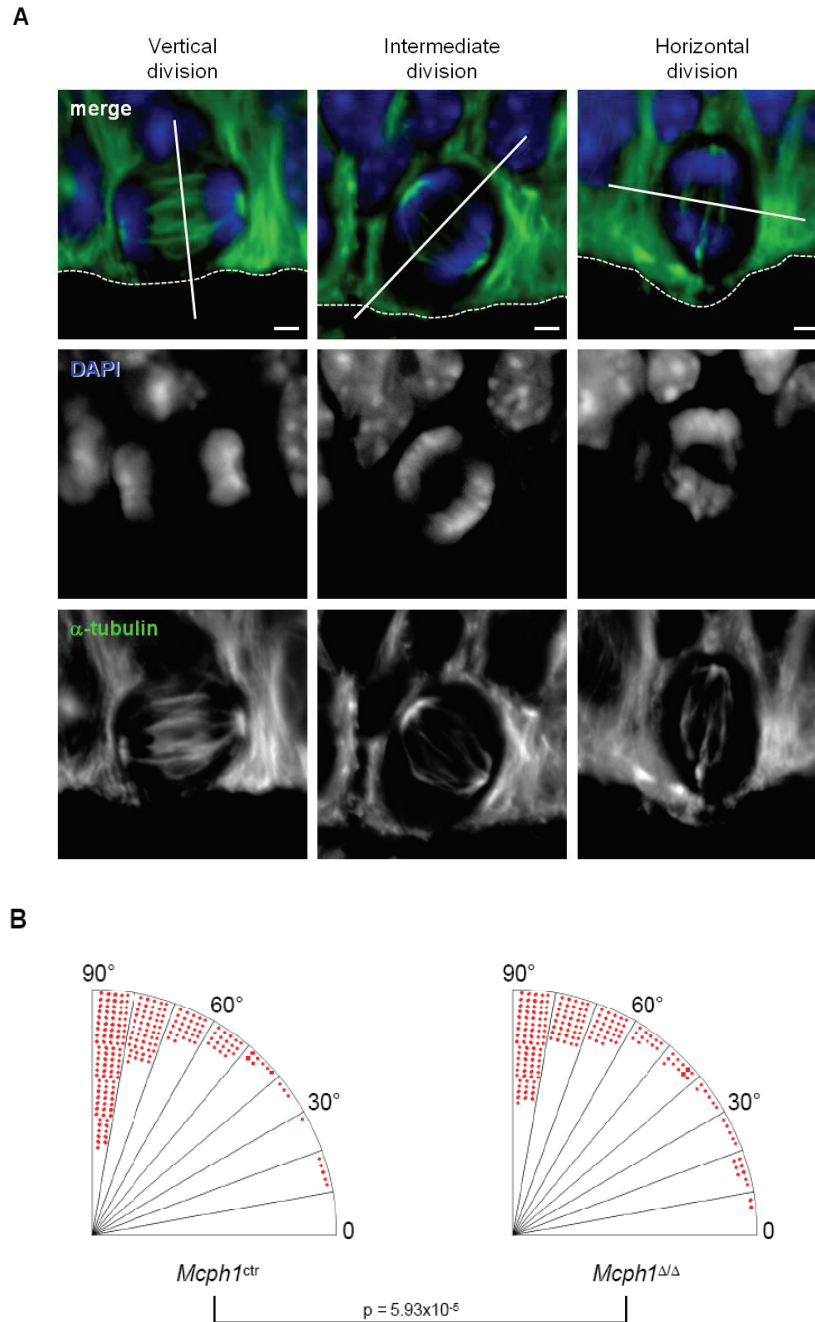 A
Vertical division
Intermediate division
Horizontal division
merge
DAPI
α-tubulin
B
90°
60°
30°
0
Mcph1ctr
90°
60°
30°
0
Mcph1Δ/Δ
p = 5.93x10-5